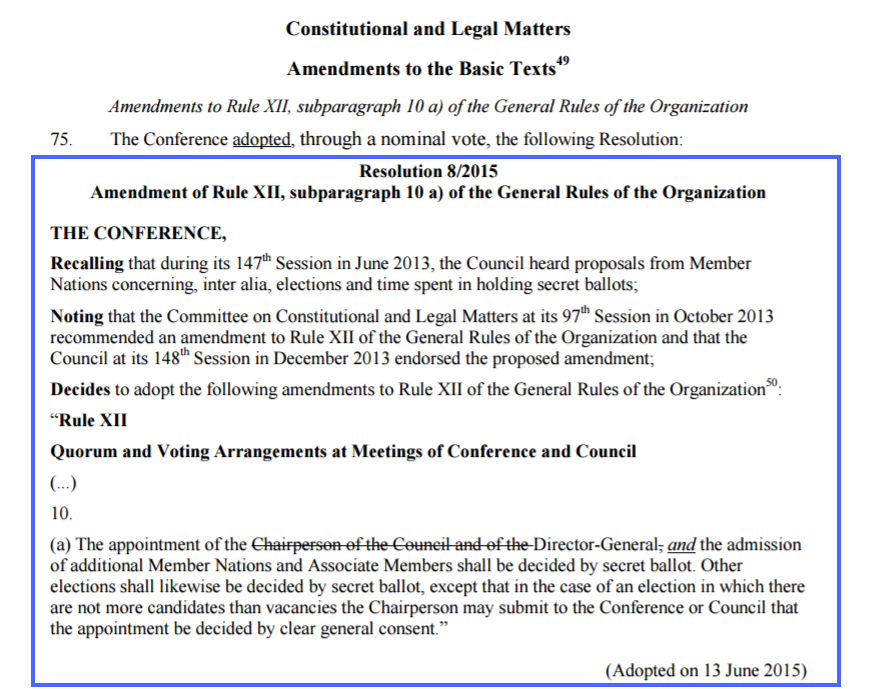 Constitutional and Legal Matters
Amendments to the Basic Texts49
Amendments to Rule XII, subparagraph 10 a) of the General Rules of the Organization
75. The Conference adopted, through a nominal vote, the following Resolution:
Resolution 8/2015
Amendment of Rule XII, subparagraph 10 a) of the General Rules of the Organization
THE CONFERENCE,
Recalling that during its 147th Session in June 2013, the Council heard proposals from Member
Nations concerning, inter alia, elections and time spent in holding secret ballots;
Noting that the Committee on Constitutional and Legal Matters at its 97th Session in October 2013
recommended an amendment to Rule XII of the General Rules of the Organization and that the
Council at its 148th Session in December 2013 endorsed the proposed amendment;
Decides to adopt the following amendments to Rule XII of the General Rules of the Organization50:
“Rule XII
Quorum and Voting Arrangements at Meetings of Conference and Council
(...)
10.
(a) The appointment of the Chairperson of the Council and of the Director-General, and the admission
of additional Member Nations and Associate Members shall be decided by secret ballot. Other
elections shall likewise be decided by secret ballot, except that in the case of an election in which there
are not more candidates than vacancies the Chairperson may submit to the Conference or Council that
the appointment be decided by clear general consent.”
(Adopted on 13 June 2015)